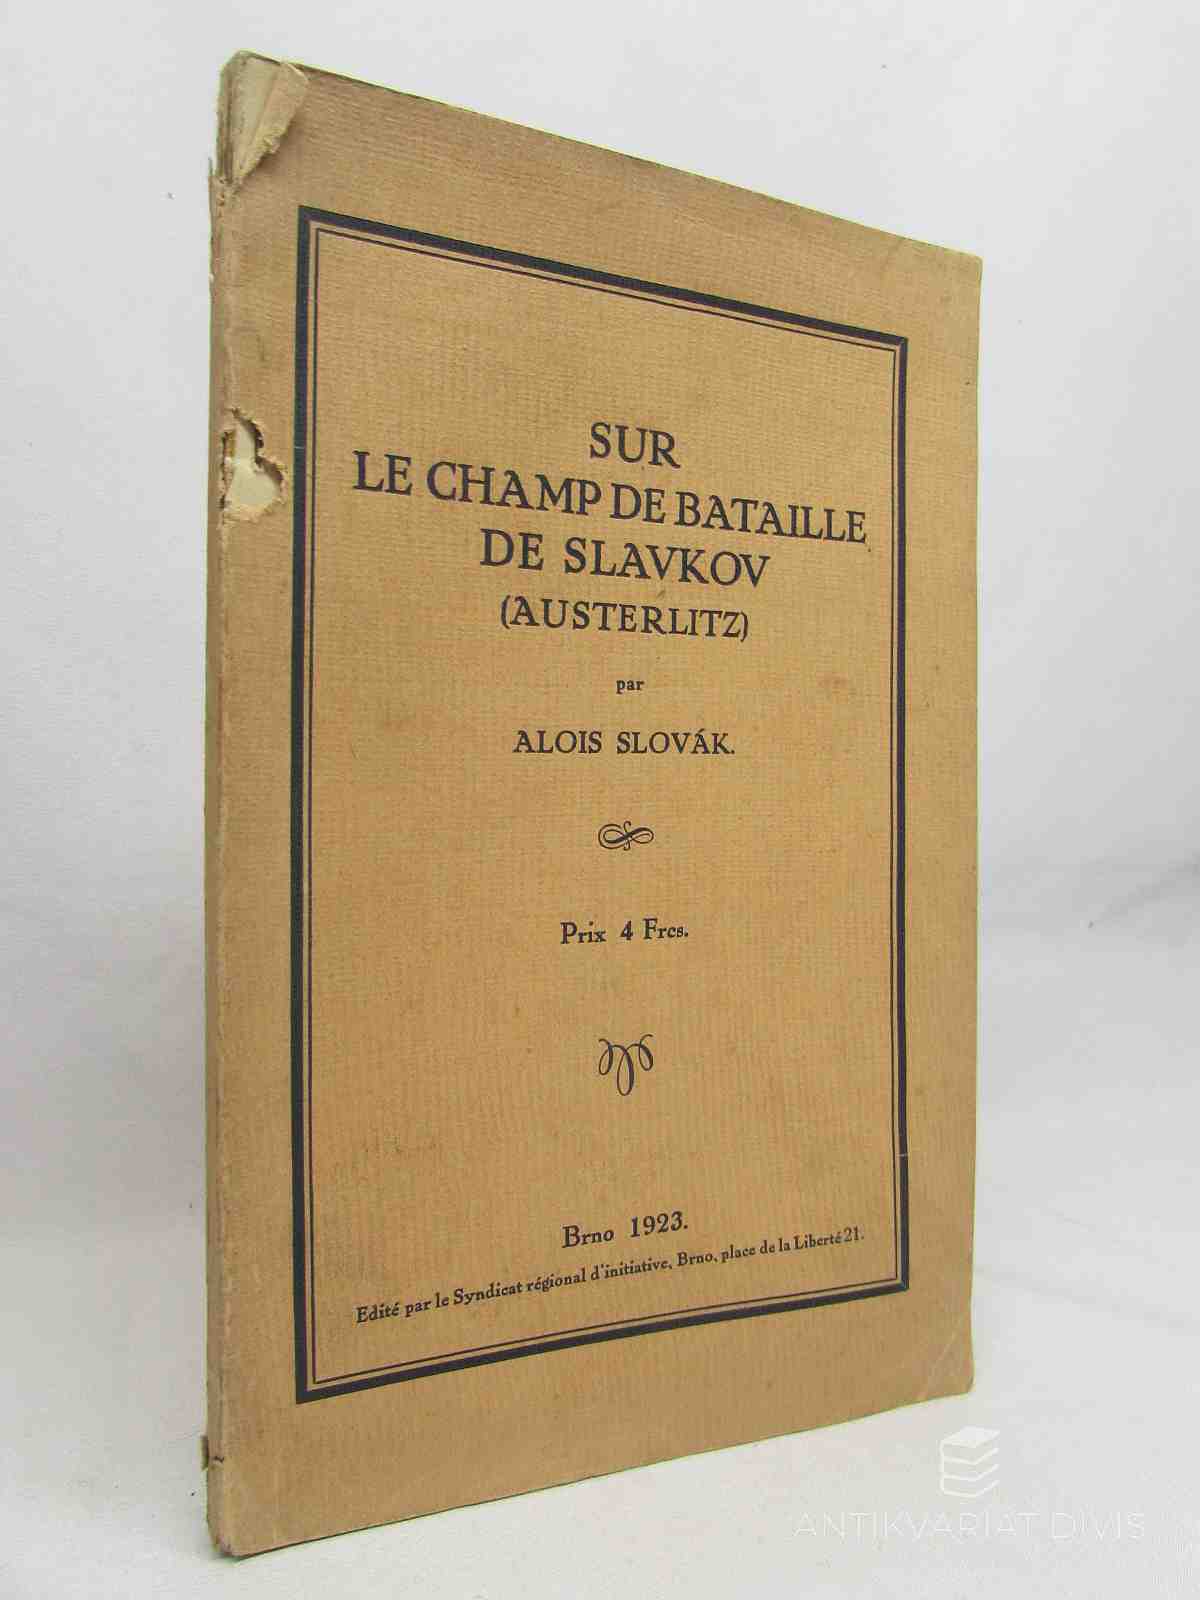 SUR
LE CHAMP DE BATAILLE
DE SLAVKOV
(AUSTERLITZ)
par
ALOIS SLOVÁK.
Prix 4 Frcs.
Brno 1923.
Edité par le Syndicat régional d'initiative, Brno, place de la Liberté 21.
ANTIKVARIAT DIVIS